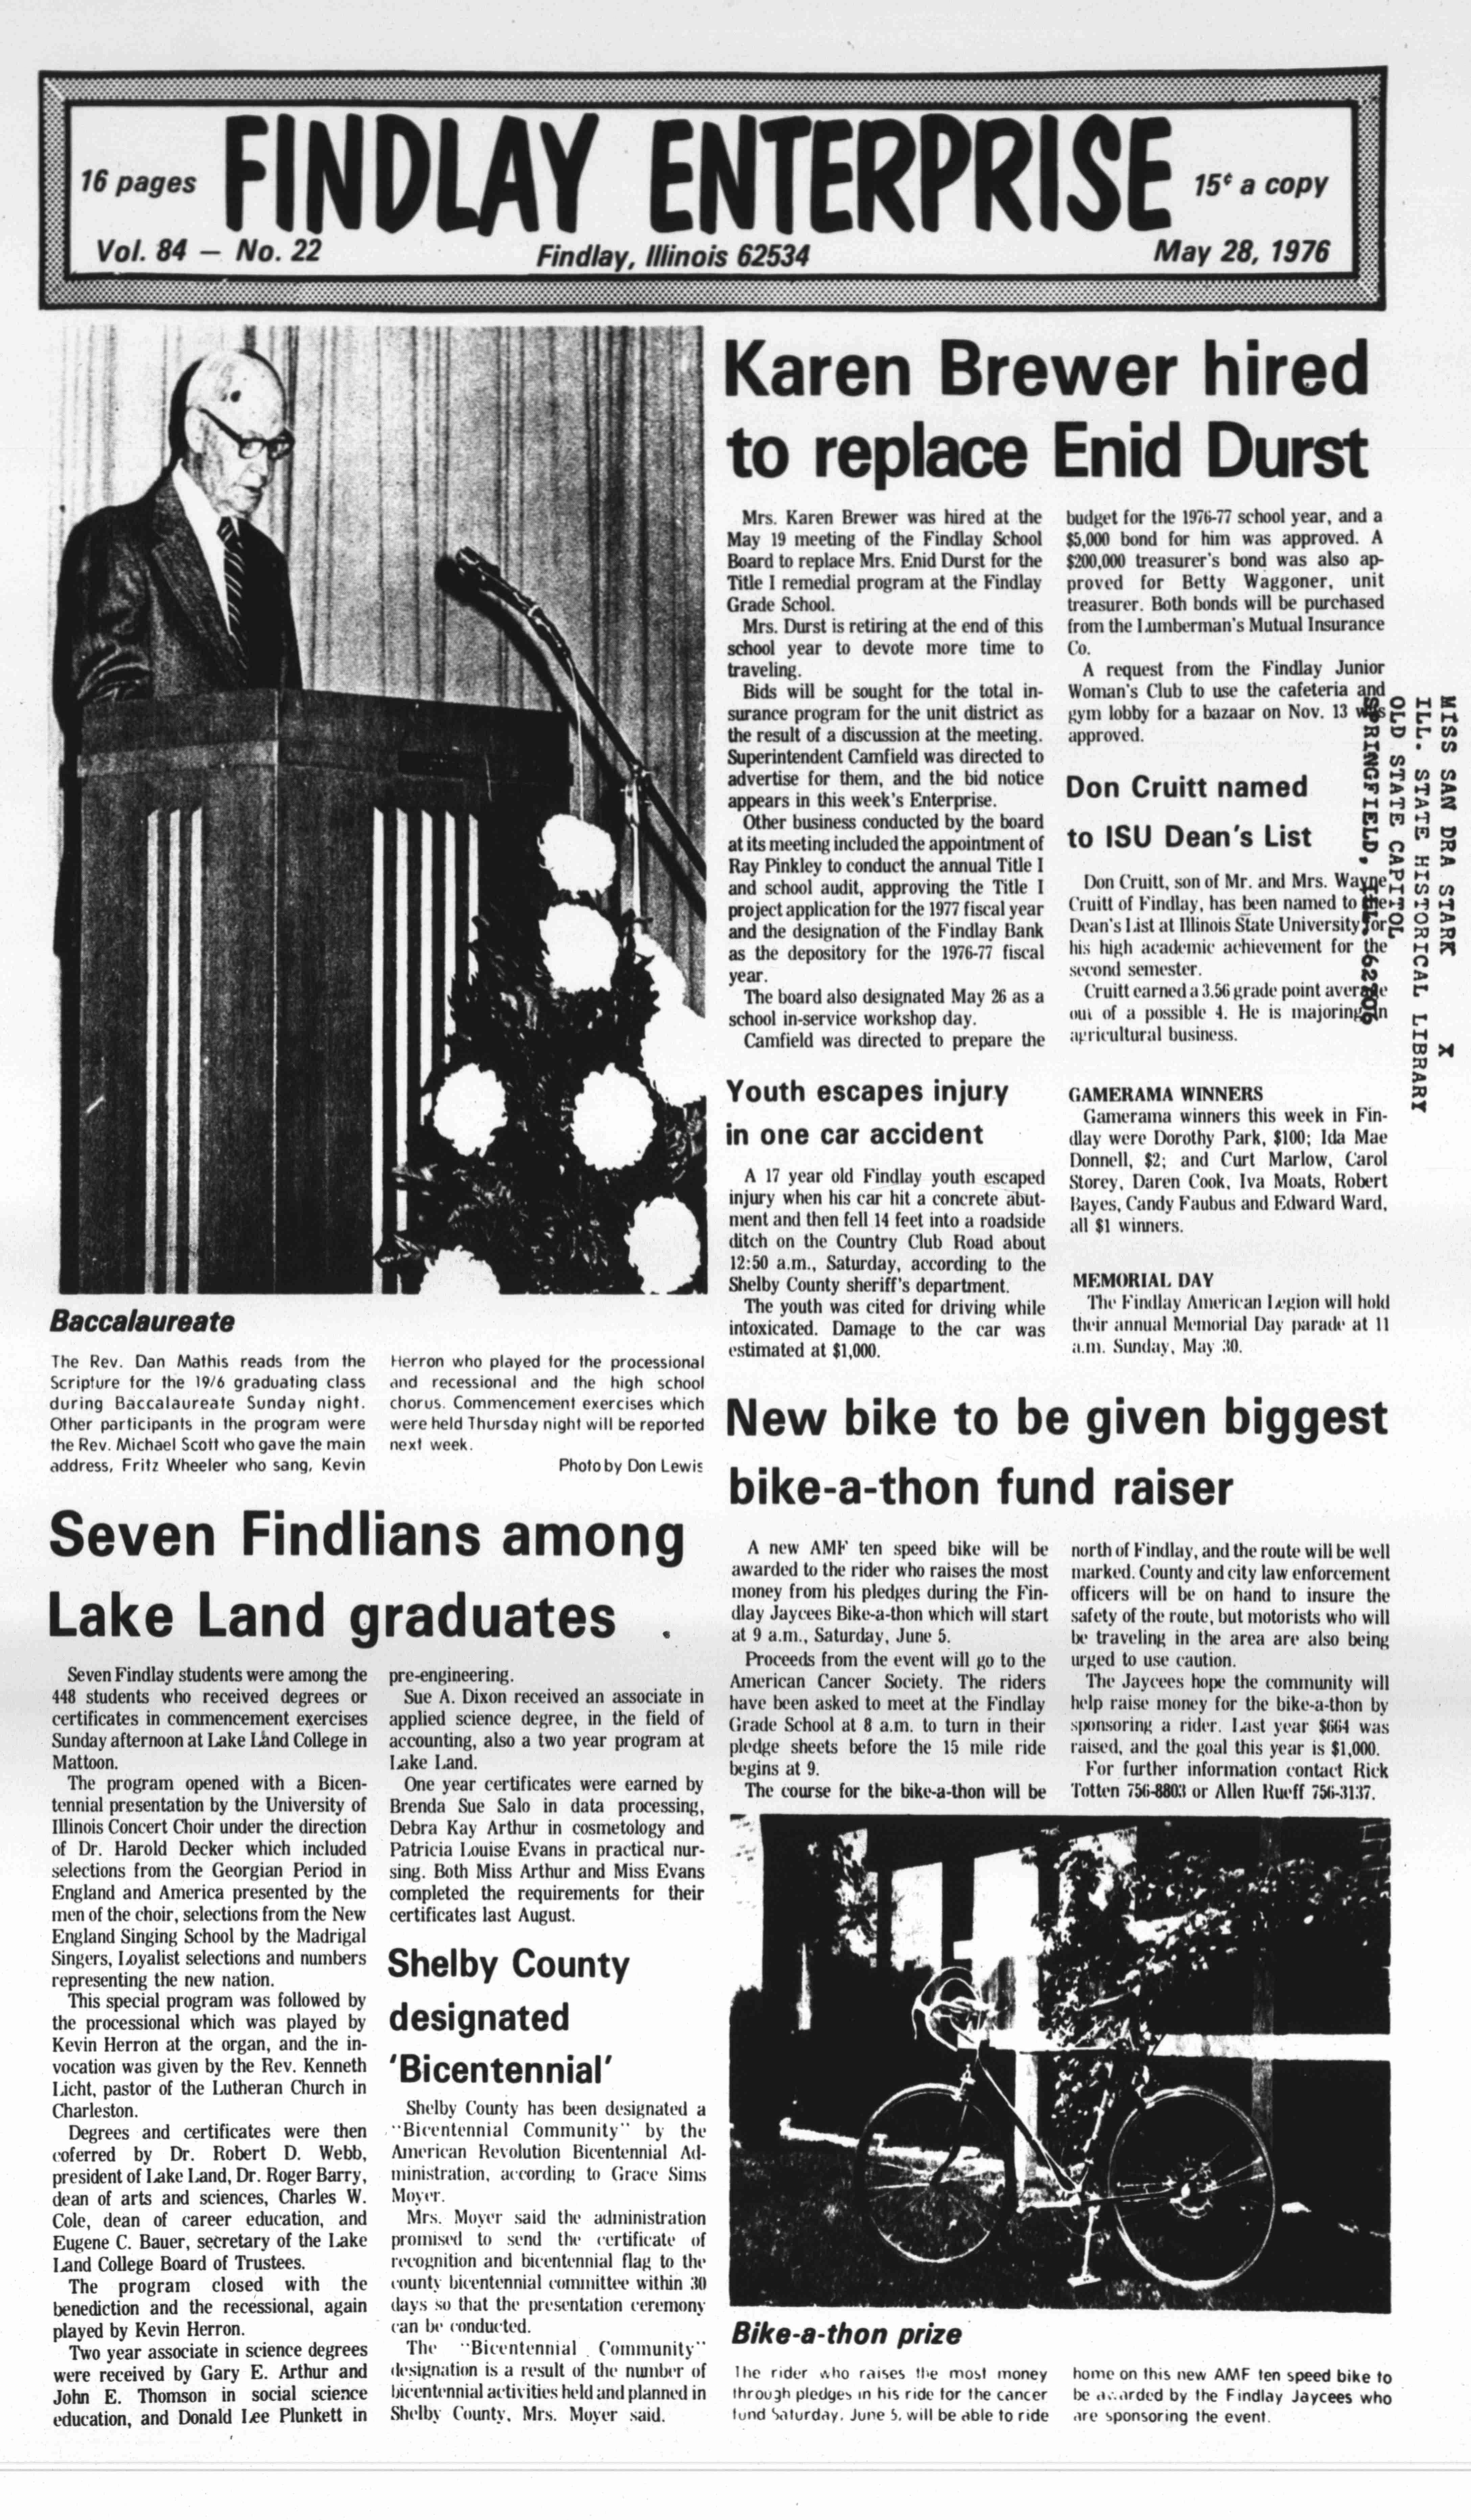 16 pages
FINDLAY ENTERPRISE
15¢ a copy
Vol. 84 — No. 22
Findlay, Illinois 62534
May 28, 1976
Karen Brewer hired
to replace Enid Durst
Mrs. Karen Brewer was hired at the
May 19 meeting of the Findlay School
Board to replace Mrs. Enid Durst for the
Title I remedial program at the Findlay
Grade School.
Mrs. Durst is retiring at the end of this
school year to devote more time to
traveling.
Bids will be sought for the total in-
surance program for the unit district as
the result of a discussion at the meeting.
Superintendent Camfield was directed to
advertise for them, and the bid notice
appears in this week's Enterprise.
Other business conducted by the board
at its meeting included the appointment of
Ray Pinkley to conduct the annual Title I
and school audit, approving the Title I
project application for the 1977 fiscal year
and the designation of the Findlay Bank
as the depository for the 1976-77 fiscal
year.
The board also designated May 26 as a
school in-service workshop day.
Camfield was directed to prepare the
budget for the 1976-77 school year, and a
$5,000 bond for him was approved. A
$200,000 treasurer's bond was also ap-
proved for Betty Waggoner, unit
treasurer. Both bonds will be purchased
from the Lumberman's Mutual Insurance
Co.
A request from the Findlay Junior
Woman's Club to use the cafeteria and
gym lobby for a bazaar on Nov. 13 was
approved.
Don Cruitt named
to ISU Dean's List
Don Cruitt, son of Mr. and Mrs. Wayne
Cruitt of Findlay, has been named to the
Dean's List at Illinois State University for
his high academic achievement for the
second semester.
Cruitt earned a 3.56 grade point average
out of a possible 4. He is majoring in
agricultural business.
MISS SAN DRA STARK X
ILL. STATE HISTORICAL LIBRARY
OLD STATE CAPITOL
SPRINGFIELD, ILL 62706
Youth escapes injury
in one car accident
A 17 year old Findlay youth escaped
injury when his car hit a concrete abut-
ment and then fell 14 feet into a roadside
ditch on the Country Club Road about
12:50 a.m., Saturday, according to the
Shelby County sheriff's department.
The youth was cited for driving while
intoxicated. Damage to the car was
estimated at $1,000.
GAMERAMA WINNERS
Gamerama winners this week in Fin-
dlay were Dorothy Park, $100; Ida Mae
Donnell, $2; and Curt Marlow, Carol
Storey, Daren Cook, Iva Moats, Robert
Bayes, Candy Faubus and Edward Ward,
all $1 winners.
MEMORIAL DAY
The Findlay American Legion will hold
their annual Memorial Day parade at 11
a.m. Sunday, May 30.
Baccalaureate
The Rev. Dan Mathis reads from the
Scripture for the 19/6 graduating class
during Baccalaureate Sunday night.
Other participants in the program were
the Rev. Michael Scott who gave the main
address, Fritz Wheeler who sang, Kevin
Herron who played for the processional
and recessional and the high school
chorus. Commencement exercises which
were held Thursday night will be reported
next week.
Photo by Don Lewis
Seven Findlians among
Lake Land graduates
Seven Findlay students were among the
448 students who received degrees or
certificates in commencement exercises
Sunday afternoon at Lake Land College in
Mattoon.
The program opened with a Bicen-
tennial presentation by the University of
Illinois Concert Choir under the direction
of Dr. Harold Decker which included
selections from the Georgian Period in
England and America presented by the
men of the choir, selections from the New
England Singing School by the Madrigal
Singers, Loyalist selections and numbers
representing the new nation.
This special program was followed by
the processional which was played by
Kevin Herron at the organ, and the in-
vocation was given by the Rev. Kenneth
Licht, pastor of the Lutheran Church in
Charleston.
Degrees and certificates were then
coferred by Dr. Robert D. Webb,
president of Lake Land, Dr. Roger Barry,
dean of arts and sciences, Charles W.
Cole, dean of career education, and
Eugene C. Bauer, secretary of the Lake
Land College Board of Trustees.
The program closed with the
benediction and the recessional, again
played by Kevin Herron.
Two year associate in science degrees
were received by Gary E. Arthur and
John E. Thomson in social science
education, and Donald Lee Plunkett in
pre-engineering.
Sue A. Dixon received an associate in
applied science degree, in the field of
accounting, also a two year program at
Lake Land.
One year certificates were earned by
Brenda Sue Salo in data processing,
Debra Kay Arthur in cosmetology and
Patricia Louise Evans in practical nur-
sing. Both Miss Arthur and Miss Evans
completed the requirements for their
certificates last August.
Shelby County
designated
'Bicentennial'
Shelby County has been designated a
"Bicentennial Community" by the
American Revolution Bicentennial Ad-
ministration, according to Grace Sims
Moyer.
Mrs. Moyer said the administration
promised to send the certificate of
recognition and bicentennial flag to the
county bicentennial committee within 30
days so that the presentation ceremony
can be conducted.
The "Bicentennial Community"
designation is a result of the number of
bicentennial activities held and planned in
Shelby County, Mrs. Moyer said.
New bike to be given biggest
bike-a-thon fund raiser
A new AMF ten speed bike will be
awarded to the rider who raises the most
money from his pledges during the Fin-
dlay Jaycees Bike-a-thon which will start
at 9 a.m., Saturday, June 5.
Proceeds from the event will go to the
American Cancer Society. The riders
have been asked to meet at the Findlay
Grade School at 8 a.m. to turn in their
pledge sheets before the 15 mile ride
begins at 9.
The course for the bike-a-thon will be
north of Findlay, and the route will be well
marked. County and city law enforcement
officers will be on hand to insure the
safety of the route, but motorists who will
be traveling in the area are also being
urged to use caution.
The Jaycees hope the community will
help raise money for the bike-a-thon by
sponsoring a rider. Last year $664 was
raised, and the goal this year is $1,000.
For further information contact Rick
Totten 756-8803 or Allen Rueff 756-3137.
Bike-a-thon prize
The rider who raises the most money
through pledges in his ride for the cancer
fund Saturday, June 5, will be able to ride
home on this new AMF ten speed bike to
be awarded by the Findlay Jaycees who
are sponsoring the event.